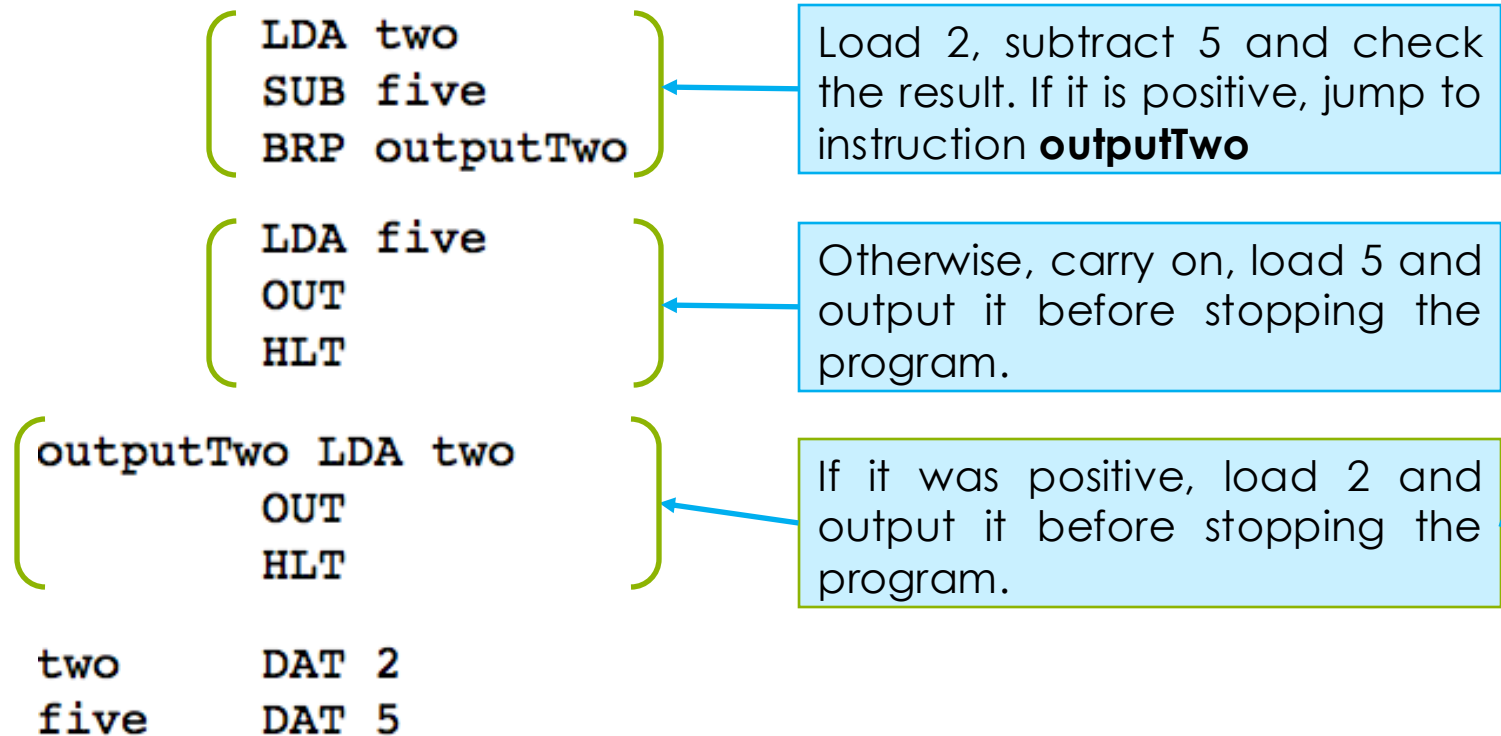 LDA two
SUB five
BRP outputTwo
Load 2, subtract 5 and check
the result. If it is positive, jump to
instruction outputTwo
LDA five
OUT
HLT
Otherwise, carry on, load 5 and
output it before stopping the
program.
outputTwo LDA two
OUT
HLT
If it was positive, load 2 and
output it before stopping the
program.
two DAT 2
five DAT 5